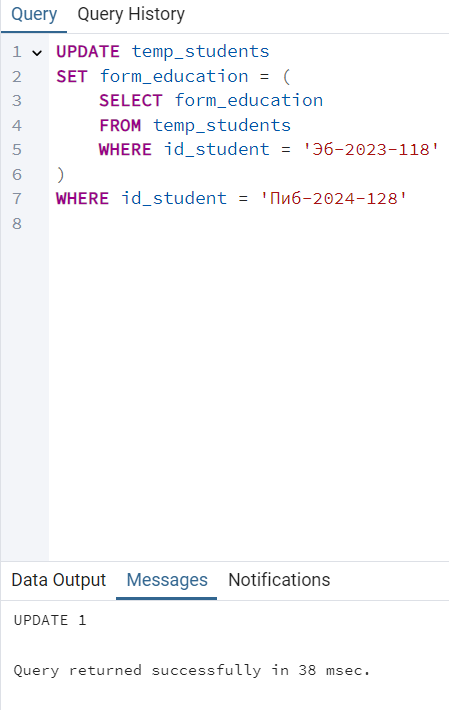 Query Query History
1 UPDATE temp_students
2 SET form_education = (
3 SELECT form_education
4 FROM temp_students
5 WHERE id_student = 'Эб-2023-118'
6 )
7 WHERE id_student = 'Пиб-2024-128'
8
Data Output Messages Notifications
UPDATE 1
Query returned successfully in 38 msec.